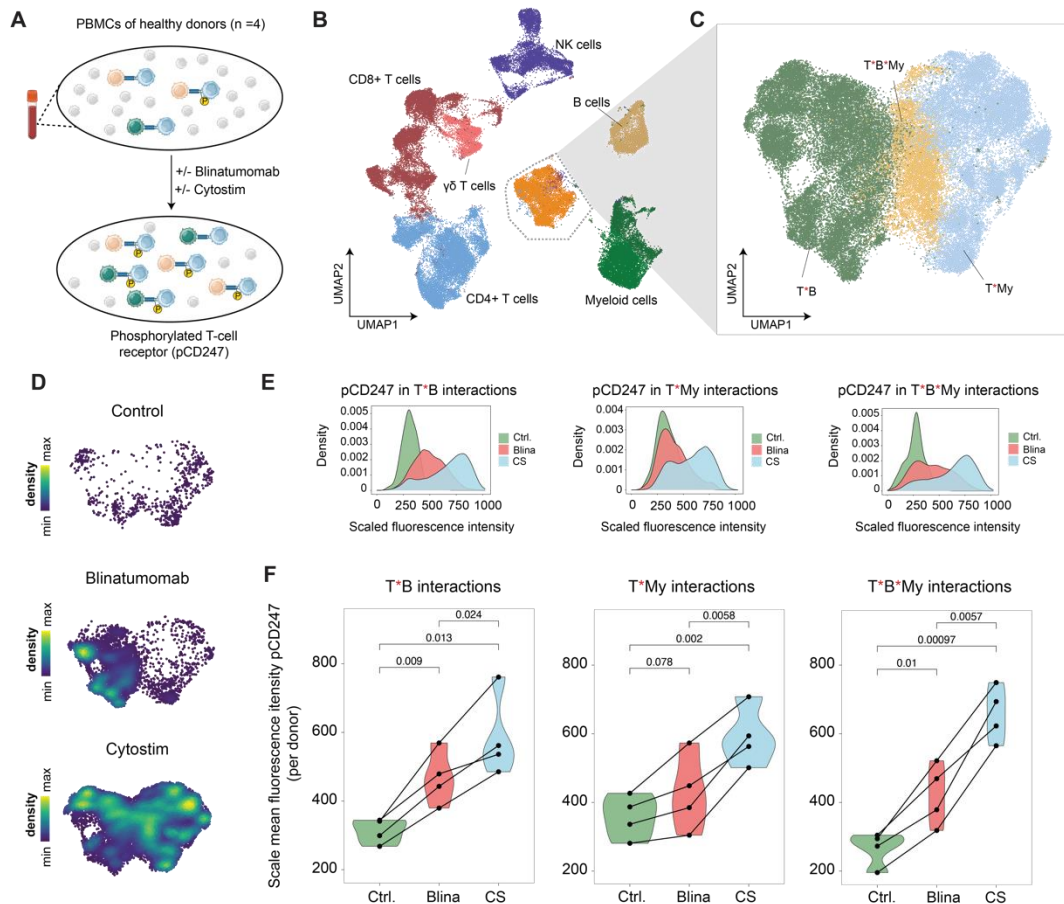 A
PBMCs of healthy donors (n =4)
P
+/- Blinatumomab
+/- Cytostim
P
P
P
P
P
P
Phosphorylated T-cell
receptor (pCD247)
B
NK cells
CD8+ T cells
B cells
γδ T cells
CD4+ T cells
Myeloid cells
UMAP2
UMAP1
C
T*B*My
T*B
T*My
UMAP2
UMAP1
D
Control
density
min
max
Blinatumomab
density
min
max
Cytostim
density
min
max
E
pCD247 in T*B interactions
Density
0.005
0.004
0.003
0.002
0.001
0
0 250 500 750 1000
Ctrl.
Blina
CS
Scaled fluorescence intensity
pCD247 in T*My interactions
Density
0.004
0.003
0.002
0.001
0
0 250 500 750 1000
Ctrl.
Blina
CS
Scaled fluorescence intensity
pCD247 in T*B*My interactions
Density
0.005
0.004
0.003
0.002
0.001
0
0 250 500 750 1000
Ctrl.
Blina
CS
Scaled fluorescence intensity
F
Scale mean fluorescence itensity pCD247
(per donor)
T*B interactions
0.024
0.013
0.009
800
600
400
200
Ctrl. Blina CS
T*My interactions
0.0058
0.002
0.078
800
600
400
200
Ctrl. Blina CS
T*B*My interactions
0.0057
0.00097
0.01
800
600
400
200
Ctrl. Blina CS